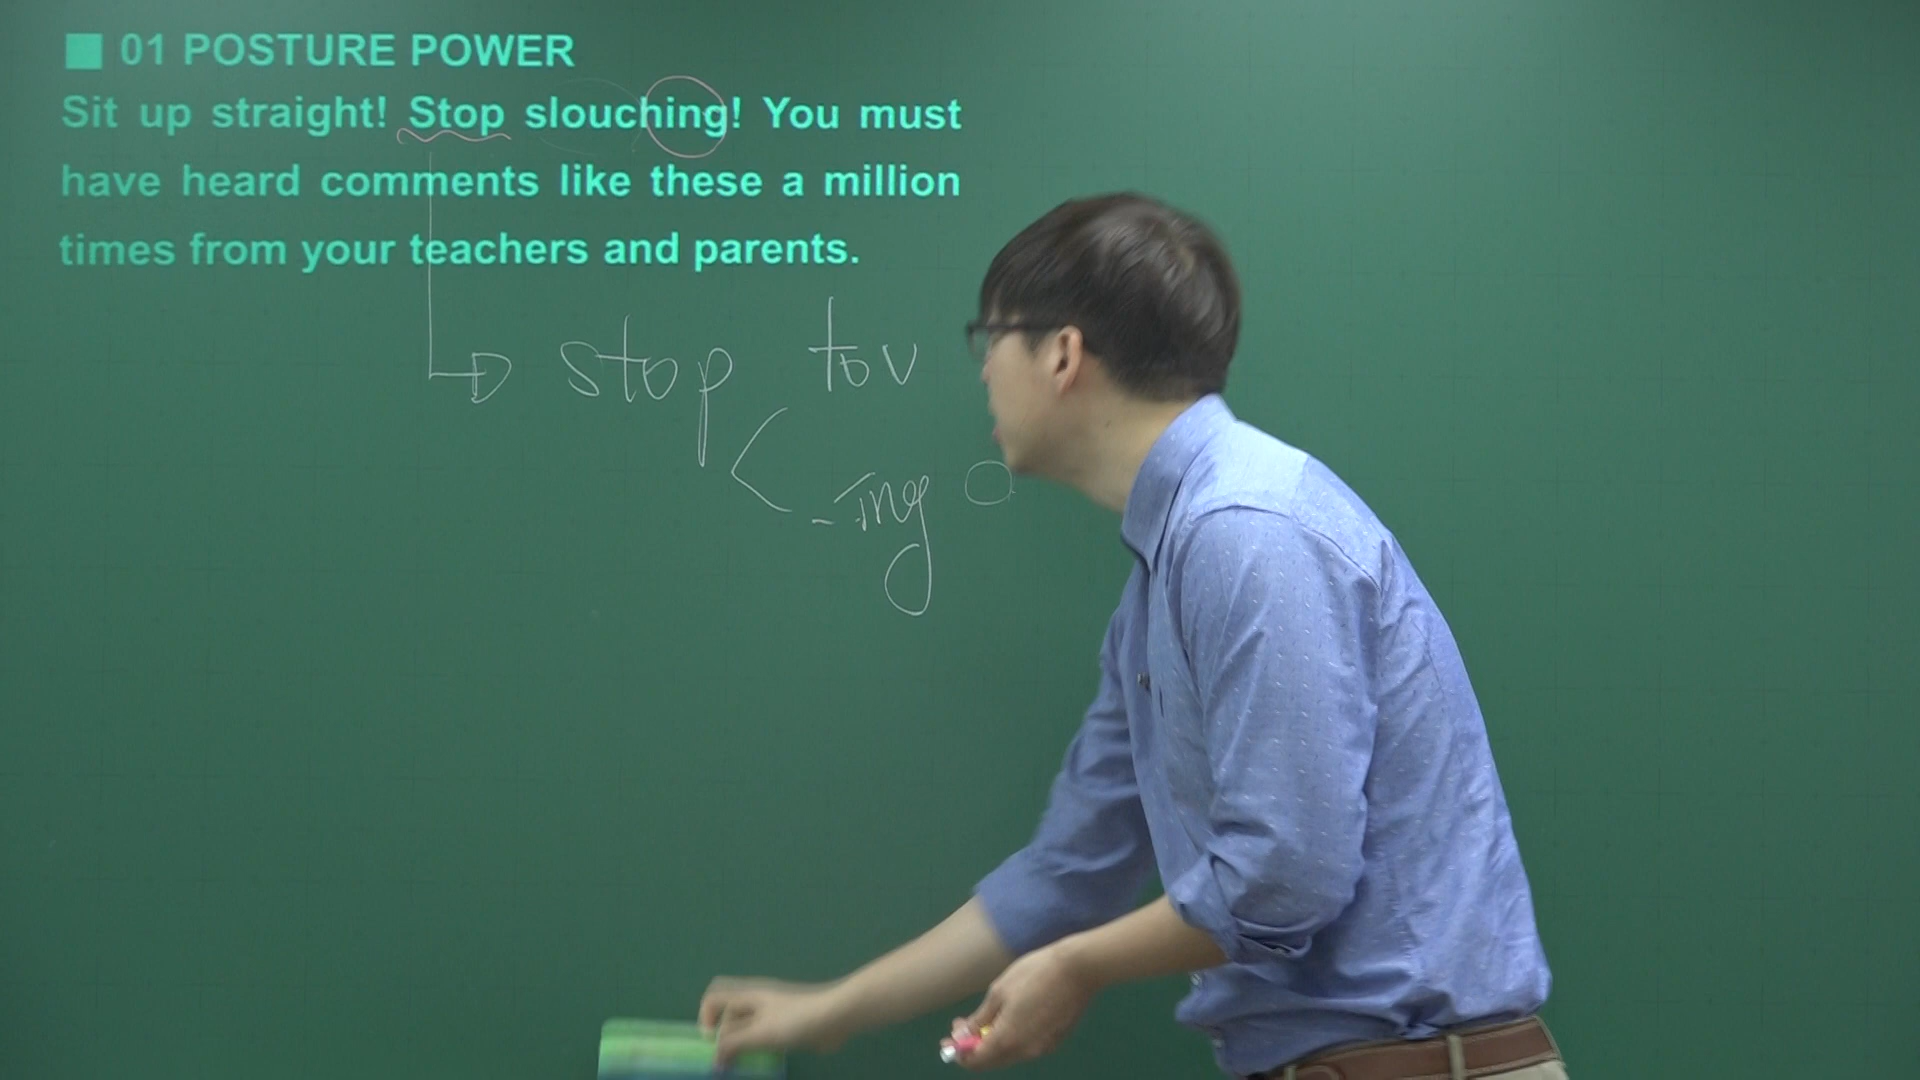 01 POSTURE POWER
Sit up straight! Stop slouching! You must
have heard comments like these a million
times from your teachers and parents.
stop tov
-ing O